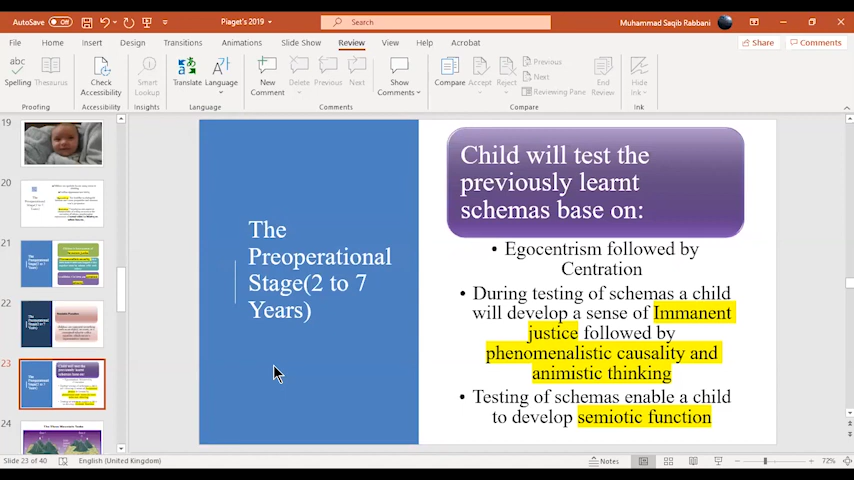 AutoSave Off
Piaget's 2019
Search
Muhammad Saqib Rabbani
File Home Insert Draw Design Transitions Animations Slide Show Review View Help Acrobat
Share Comments
Spelling Thesaurus
Proofing
Check Accessibility
Accessibility
Smart Lookup
Insights
Translate Language
Language
New Comment
Delete
Previous
Next
Show Comments
Comments
Compare
Accept
Reject
Previous
Next
Reviewing Pane
End Review
Compare
Hide Ink
Ink
19
20
21
22
23
24
The
Preoperational
Stage(2 to 7
Years)
Child will test the
previously learnt
schemas base on:
• Egocentrism followed by
Centration
• During testing of schemas a child
will develop a sense of Immanent
justice followed by
phenomenalistic causality and
animistic thinking
• Testing of schemas enable a child
to develop semiotic function
Slide 23 of 40
English (United Kingdom)
Notes
72%